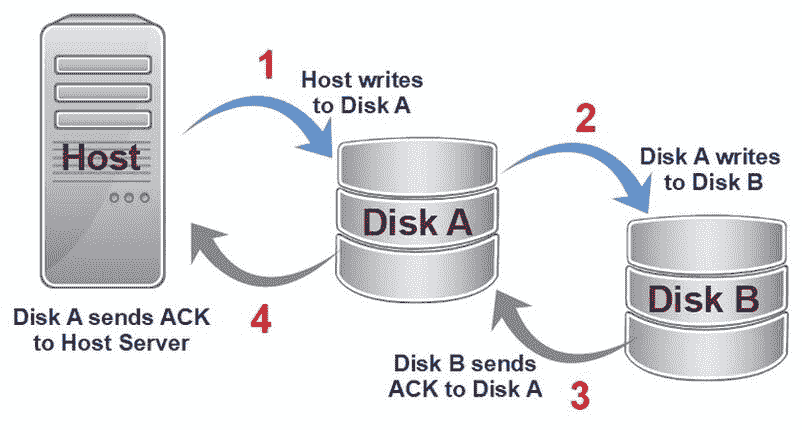 1
Host writes
to Disk A
2
Disk A writes
to Disk B
Host
Disk A
Disk B
Disk A sends ACK
to Host Server
4
Disk B sends
ACK to Disk A
3